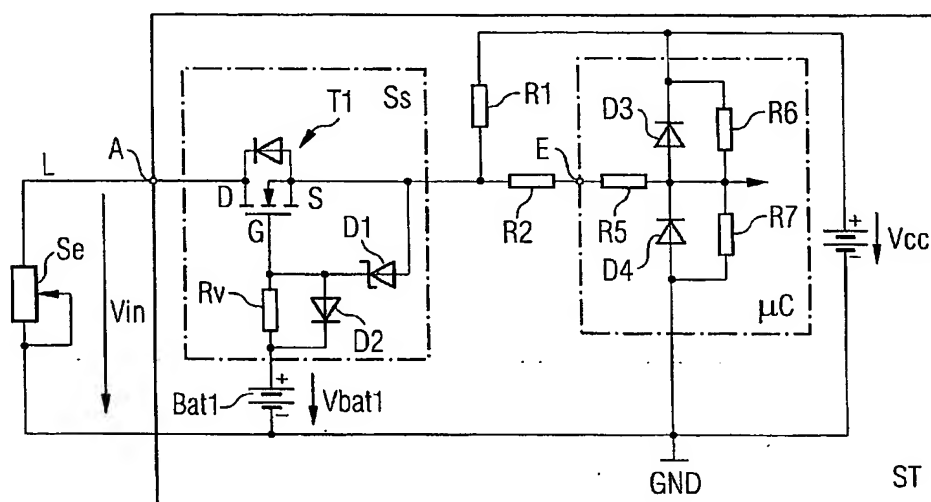 Ss
T1
R1
D3
R6
L
A
E
D
S
G
R2
R5
D1
Se
Vin
Rv
D2
D4
R7
Vcc
µC
+
−
+
−
Bat1
Vbat1
GND
ST